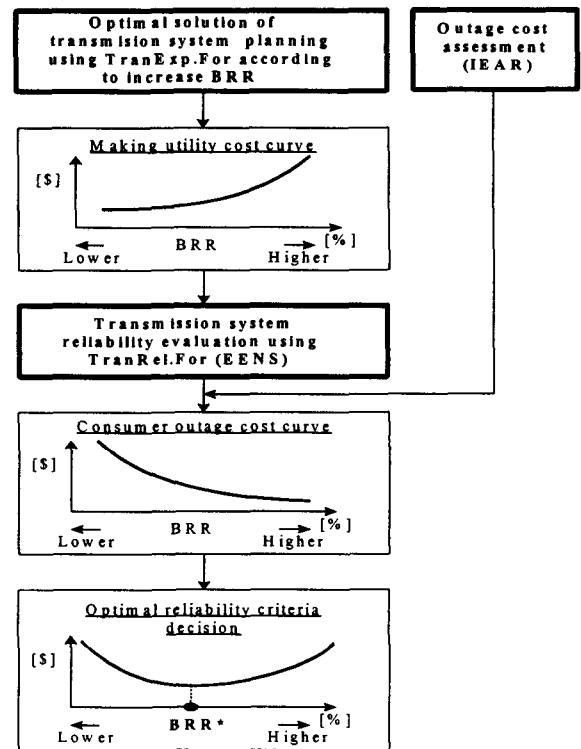 Optimal solution of
transmision system planning
using TranExp.For according
to increase BRR
Outage cost
assessment
(IEAR)
Making utility cost curve
[$]
BRR
[%]
Lower
Higher
Transmission system
reliability evaluation using
TranRel.For (EENS)
Consumer outage cost curve
[$]
BRR
[%]
Lower
Higher
Optimal reliability criteria
decision
[$]
BRR*
[%]
Lower
Higher